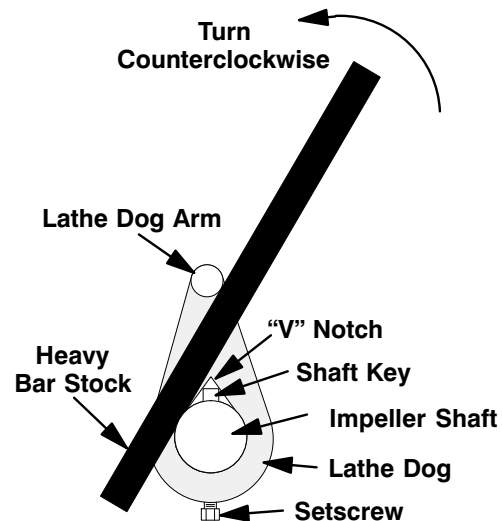 Turn
Counterclockwise
Lathe Dog Arm
“V” Notch
Heavy
Bar Stock
Shaft Key
Impeller Shaft
Lathe Dog
Setscrew